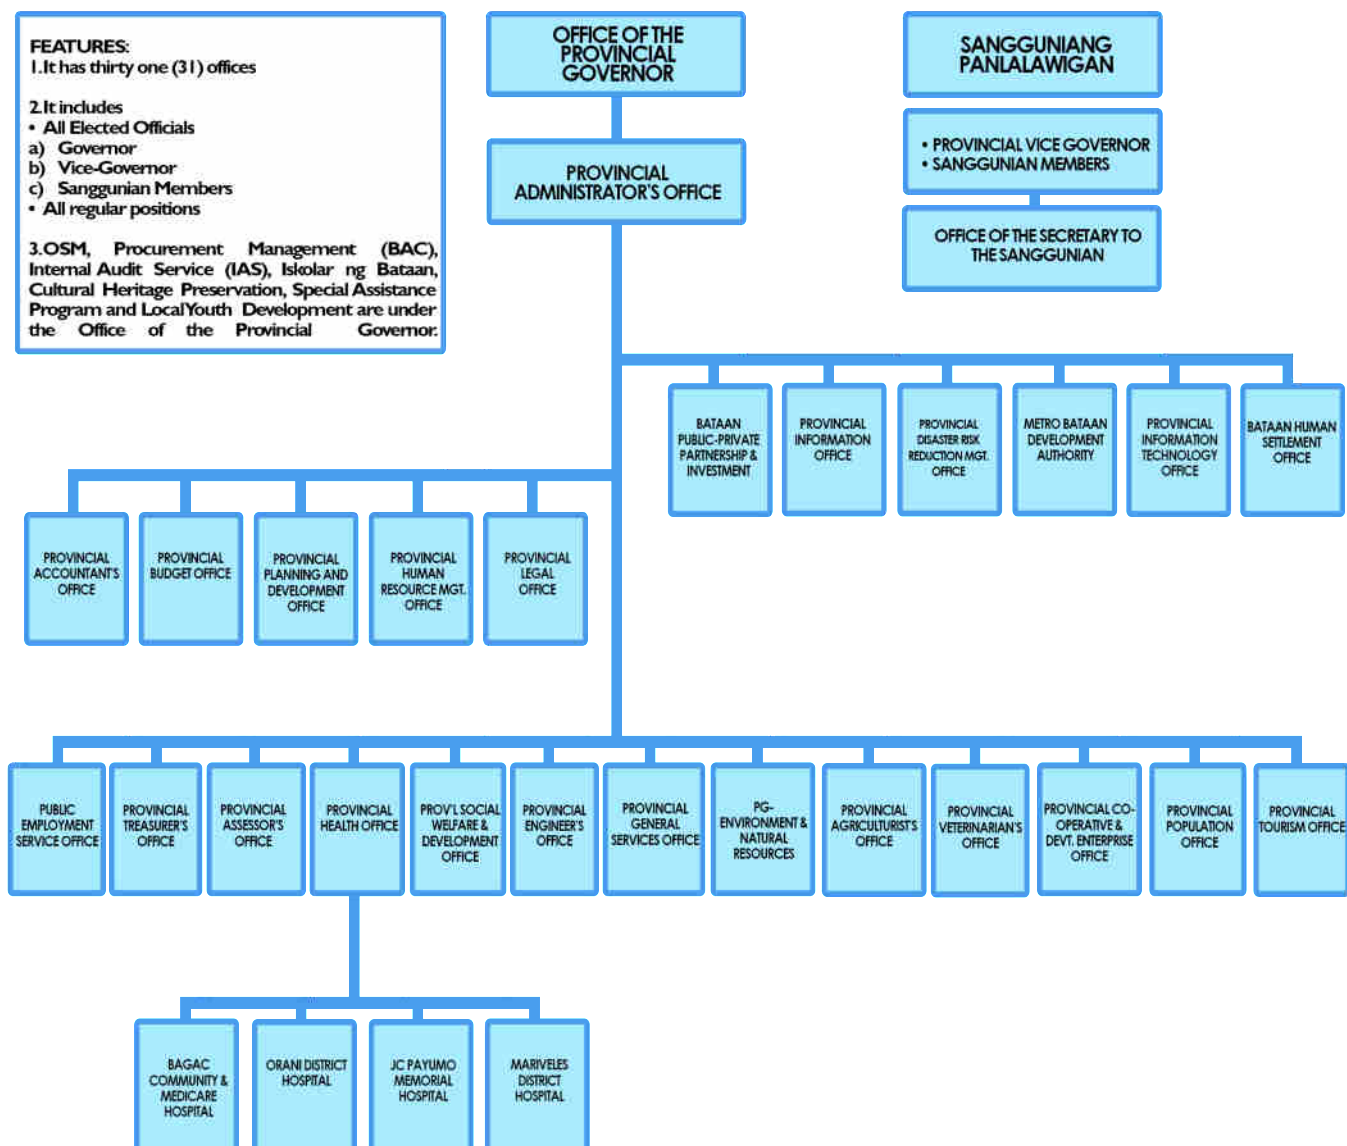 FEATURES:
1.It has thirty one (31) offices
2.It includes
• All Elected Officials
a) Governor
b) Vice-Governor
c) Sanggunian Members
• All regular positions
3.OSM, Procurement Management (BAC),
Internal Audit Service (IAS), Iskolar ng Bataan,
Cultural Heritage Preservation, Special Assistance
Program and LocalYouth Development are under
the Office of the Provincial Governor.
OFFICE OF THE
PROVINCIAL
GOVERNOR
PROVINCIAL
ADMINISTRATOR'S OFFICE
SANGGUNIANG
PANLALAWIGAN
• PROVINCIAL VICE GOVERNOR
• SANGGUNIAN MEMBERS
OFFICE OF THE SECRETARY TO
THE SANGGUNIAN
BATAAN
PUBLIC-PRIVATE
PARTNERSHIP &
INVESTMENT
PROVINCIAL
INFORMATION
OFFICE
PROVINCIAL
DISASTER RISK
REDUCTION MGT.
OFFICE
METRO BATAAN
DEVELOPMENT
AUTHORITY
PROVINCIAL
INFORMATION
TECHNOLOGY
OFFICE
BATAAN HUMAN
SETTLEMENT
OFFICE
PROVINCIAL
ACCOUNTANT'S
OFFICE
PROVINCIAL
BUDGET OFFICE
PROVINCIAL
PLANNING AND
DEVELOPMENT
OFFICE
PROVINCIAL
HUMAN
RESOURCE MGT.
OFFICE
PROVINCIAL
LEGAL
OFFICE
PUBLIC
EMPLOYMENT
SERVICE OFFICE
PROVINCIAL
TREASURER'S
OFFICE
PROVINCIAL
ASSESSOR'S
OFFICE
PROVINCIAL
HEALTH OFFICE
PROV'L SOCIAL
WELFARE &
DEVELOPMENT
OFFICE
PROVINCIAL
ENGINEER'S
OFFICE
PROVINCIAL
GENERAL
SERVICES OFFICE
PG-
ENVIRONMENT &
NATURAL
RESOURCES
PROVINCIAL
AGRICULTURIST'S
OFFICE
PROVINCIAL
VETERINARIAN'S
OFFICE
PROVINCIAL CO-
OPERATIVE &
DEVT. ENTERPRISE
OFFICE
PROVINCIAL
POPULATION
OFFICE
PROVINCIAL
TOURISM OFFICE
BAGAC
COMMUNITY &
MEDICARE
HOSPITAL
ORANI DISTRICT
HOSPITAL
JC PAYUMO
MEMORIAL
HOSPITAL
MARIVELES
DISTRICT
HOSPITAL